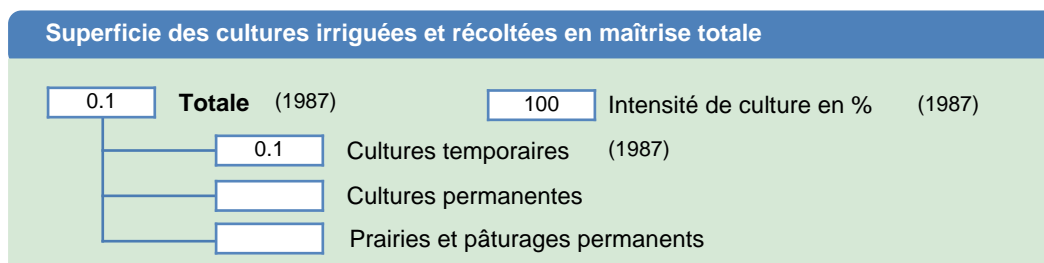 Superficie des cultures irriguées et récoltées en maîtrise totale
0.1 Totale (1987) 100 Intensité de culture en % (1987)
0.1 Cultures temporaires (1987)
Cultures permanentes
Prairies et pâturages permanents